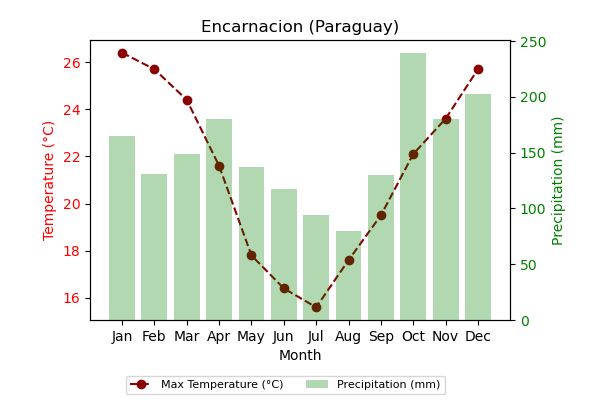 Encarnacion (Paraguay)
Temperature (°C)
26
24
22
20
18
16
250
200
150
100
50
0
Precipitation (mm)
Jan Feb Mar Apr May Jun Jul Aug Sep Oct Nov Dec
Month
Max Temperature (°C) Precipitation (mm)